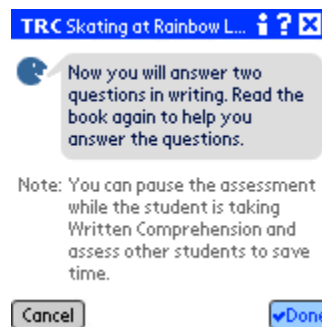 TRC Skating at Rainbow L... i ? X
Now you will answer two
questions in writing. Read the
book again to help you
answer the questions.
Note: You can pause the assessment
while the student is taking
Written Comprehension and
assess other students to save
time.
Cancel
Done